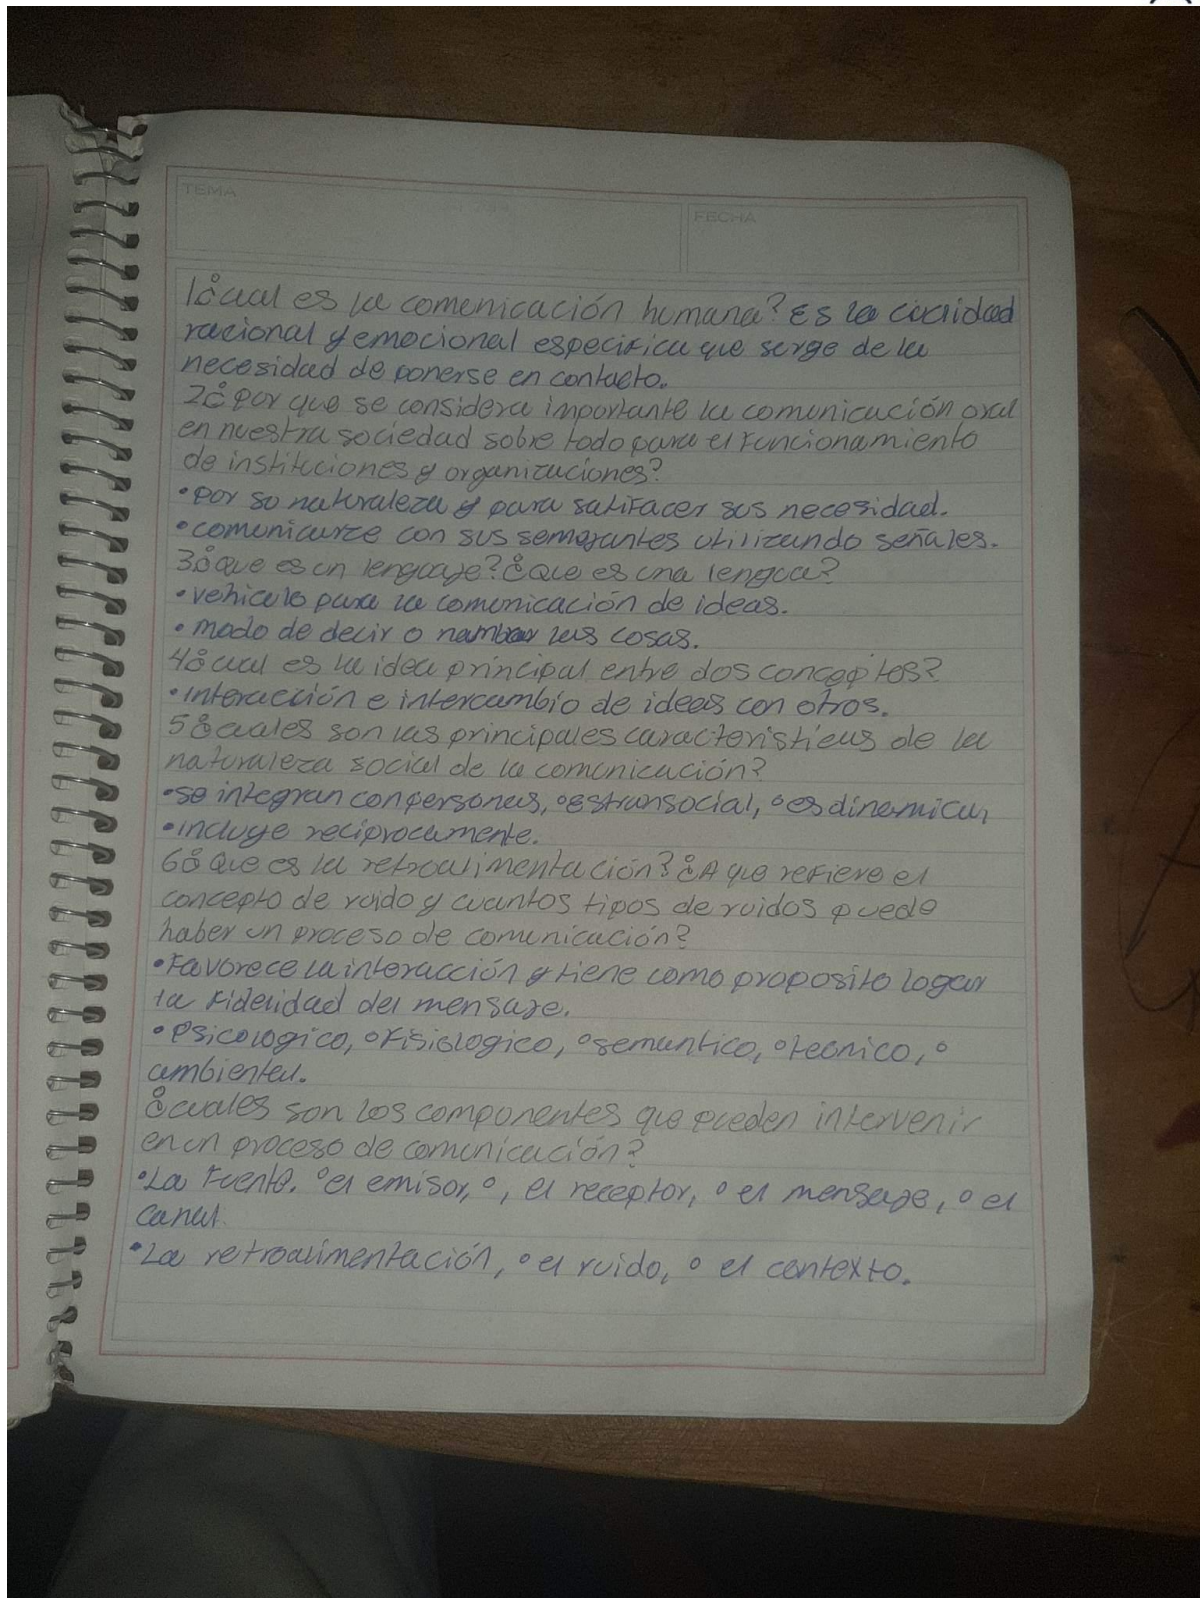 TEMA
FECHA
1¿cual es la comunicación humana? Es la cualidad
racional y emocional especifica que surge de la
necesidad de ponerse en contacto.
2¿por que se considera importante la comunicación oral
en nuestra sociedad sobre todo para el funcionamiento
de instituciones y organizaciones?
•por su naturaleza y para satifacer sus necesidad.
•comunicarze con sus semejantes utilizando señales.
3¿que es un lenguaje? ¿Que es una lengua?
•vehiculo para la comunicación de ideas.
•modo de decir o nombrar las cosas.
4¿cual es la idea principal entre dos conceptos?
•interacción e intercambio de ideas con otros.
5¿cuales son las principales caracteristicas de la
naturaleza social de la comunicación?
•se integran con personas, °es transocial, °es dinamica,
•incluye reciprocamente.
6¿Que es la retroalimentación? ¿A que refiere el
concepto de ruido y cuantos tipos de ruidos puede
haber un proceso de comunicación?
•Favorece la interacción y tiene como proposito logar
la fidelidad del mensaje.
•Psicologico, °Fisiologico, °semantico, °tecnico, °
ambiental.
¿cuales son los componentes que pueden intervenir
en un proceso de comunicación?
•La Fuente. °el emisor, °, el receptor, °el mensaje, °el
canal.
•La retroalimentación, °el ruido, °el contexto.